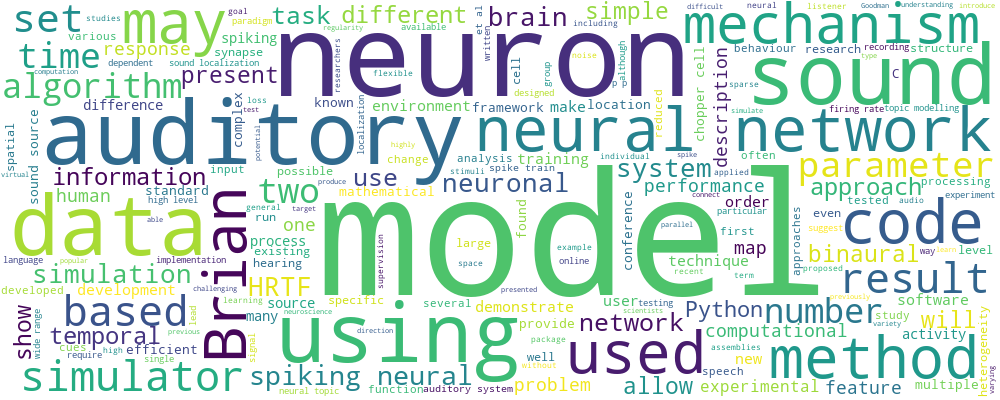 model
neuron
auditory
sound
data
using
neural
network
code
method
used
mechanism
Brian
may
result
simulator
based
set
time
algorithm
parameter
simulation
two
number
approach
system
task
different
brain
simple
response
spiking
synapse
present
various
studies
dependent
sound localization
computation
difference
known
complex
loss
test
potential
environment
framework
make
location
cell
group
designed
flexible
regularity
paradigm
goal
available
researchers
et al
written
including
noise
although
p p
difficult
neural
listener
Goodman
understanding
introduce
behaviour
research
recording
structure
C
type
sparse
simulate
chopper cell
description
firing rate
topic modelling
reduced
localization
spatial
sound source
virtual
information
human
standard
high level
input
run
general
target
process
existing
hearing
possible
change
highly
stimuli
analysis
spike train
training
individual
spike
applied
often
processing
tested
audio
experiment
use
mathematical
neuronal
produce
performance
connect
order
particular
parallel
first
map
technique
recent
term
approaches
even
binaural
suggest
way
learn
level
proposed
able
language
popular
implementation
one
found
large
space
example
online
presented
conference
supervision
developed
development
challenging
learning
HRTF
source
specific
neuroscience
many
direction
several
demonstrate
provide
package
without
well
network
user
testing
scientists
Python
computational
assemblies
variety
new
speech
software
study
will
activity
previously
heterogeneity
varying
show
wide range
temporal
cues
require
high
efficient
single
previous
lead
signal
spiking neural
function
auditory system
neural topic
problem
allow
experimental
feature
multiple